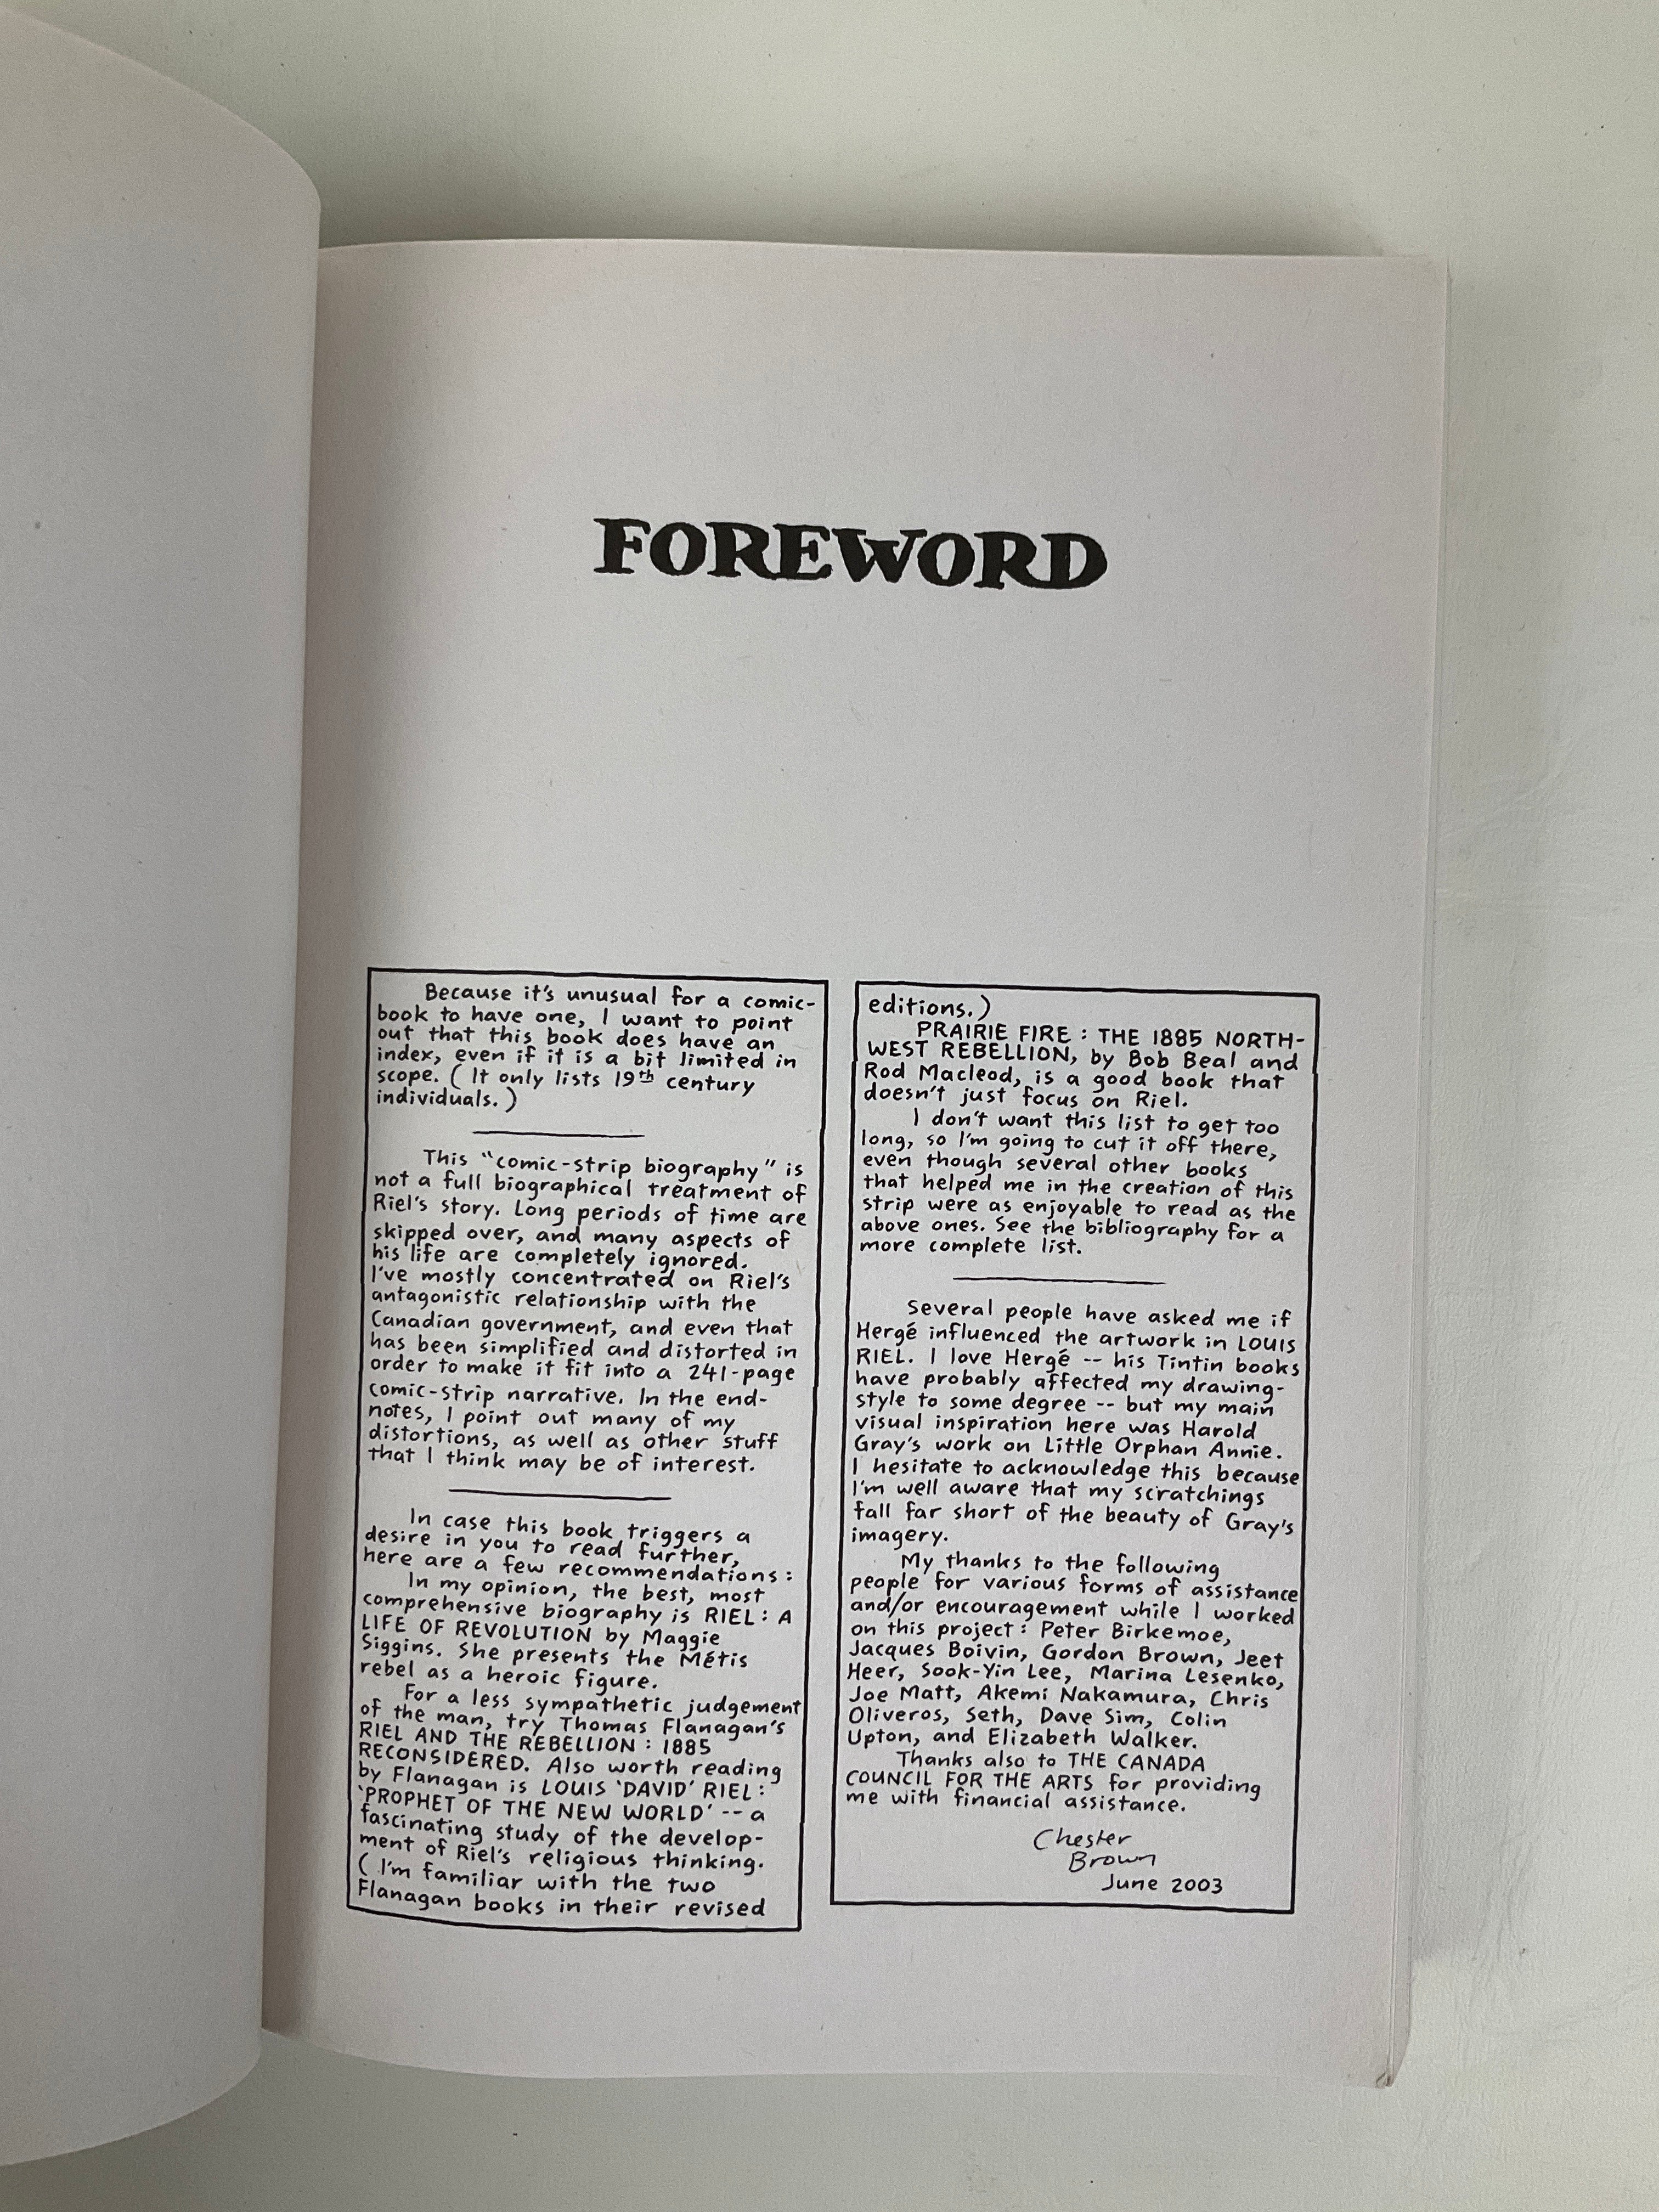 FOREWORD
Because it's unusual for a comic-
book to have one, I want to point
out that this book does have an
index, even if it is a bit limited in
scope. (It only lists 19th century
individuals.)
This "comic-strip biography" is
not a full biographical treatment of
Riel's story. Long periods of time are
skipped over, and many aspects of
his life are completely ignored.
I've mostly concentrated on Riel's
antagonistic relationship with the
Canadian government, and even that
has been simplified and distorted in
order to make it fit into a 241-page
comic-strip narrative. In the end-
notes, I point out many of my
distortions, as well as other stuff
that I think may be of interest.
In case this book triggers a
desire in you to read further,
here are a few recommendations:
In my opinion, the best, most
comprehensive biography is RIEL: A
LIFE OF REVOLUTION by Maggie
Siggins. She presents the Métis
rebel as a heroic figure.
For a less sympathetic judgement
of the man, try Thomas Flanagan's
RIEL AND THE REBELLION: 1885
RECONSIDERED. Also worth reading
by Flanagan is LOUIS 'DAVID' RIEL:
'PROPHET OF THE NEW WORLD' -- a
fascinating study of the develop-
ment of Riel's religious thinking.
(I'm familiar with the two
Flanagan books in their revised
editions.)
PRAIRIE FIRE: THE 1885 NORTH-
WEST REBELLION, by Bob Beal and
Rod Macleod, is a good book that
doesn't just focus on Riel.
I don't want this list to get too
long, so I'm going to cut it off there,
even though several other books
that helped me in the creation of this
strip were as enjoyable to read as the
above ones. See the bibliography for a
more complete list.
Several people have asked me if
Hergé influenced the artwork in LOUIS
RIEL. I love Hergé -- his Tintin books
have probably affected my drawing-
style to some degree -- but my main
visual inspiration here was Harold
Gray's work on Little Orphan Annie.
I hesitate to acknowledge this because
I'm well aware that my scratchings
fall far short of the beauty of Gray's
imagery.
My thanks to the following
people for various forms of assistance
and/or encouragement while I worked
on this project: Peter Birkemoe,
Jacques Boivin, Gordon Brown, Jeet
Heer, Sook-Yin Lee, Marina Lesenko,
Joe Matt, Akemi Nakamura, Chris
Oliveros, Seth, Dave Sim, Colin
Upton, and Elizabeth Walker.
Thanks also to THE CANADA
COUNCIL FOR THE ARTS for providing
me with financial assistance.
Chester
Brown
June 2003